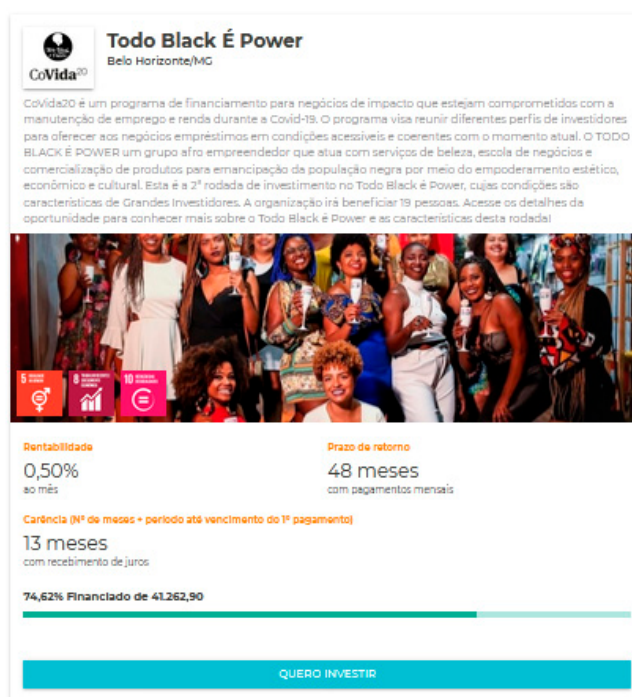 Todo Black É Power
Belo Horizonte/MG
CoVida20
CoVida20 é um programa de financiamento para negócios de impacto que estejam comprometidos com a
manutenção de emprego e renda durante a Covid-19. O programa visa reunir diferentes perfis de investidores
para oferecer aos negócios empréstimos em condições acessíveis e coerentes com o momento atual. O TODO
BLACK É POWER um grupo afro empreendedor que atua com serviços de beleza, escola de negócios e
comercialização de produtos para emancipação da população negra por meio do empoderamento estético,
econômico e cultural. Esta é a 2ª rodada de investimento no Todo Black é Power, cujas condições são
características de Grandes Investidores. A organização irá beneficiar 19 pessoas. Acesse os detalhes da
oportunidade para conhecer mais sobre o Todo Black é Power e as características desta rodada!
5
8
10
Rentabilidade
0,50%
ao mês
Prazo de retorno
48 meses
com pagamentos mensais
Carência (Nº de meses + período até vencimento do 1º pagamento)
13 meses
com recebimento de juros
74,62% Financiado de 41.262,90
QUERO INVESTIR